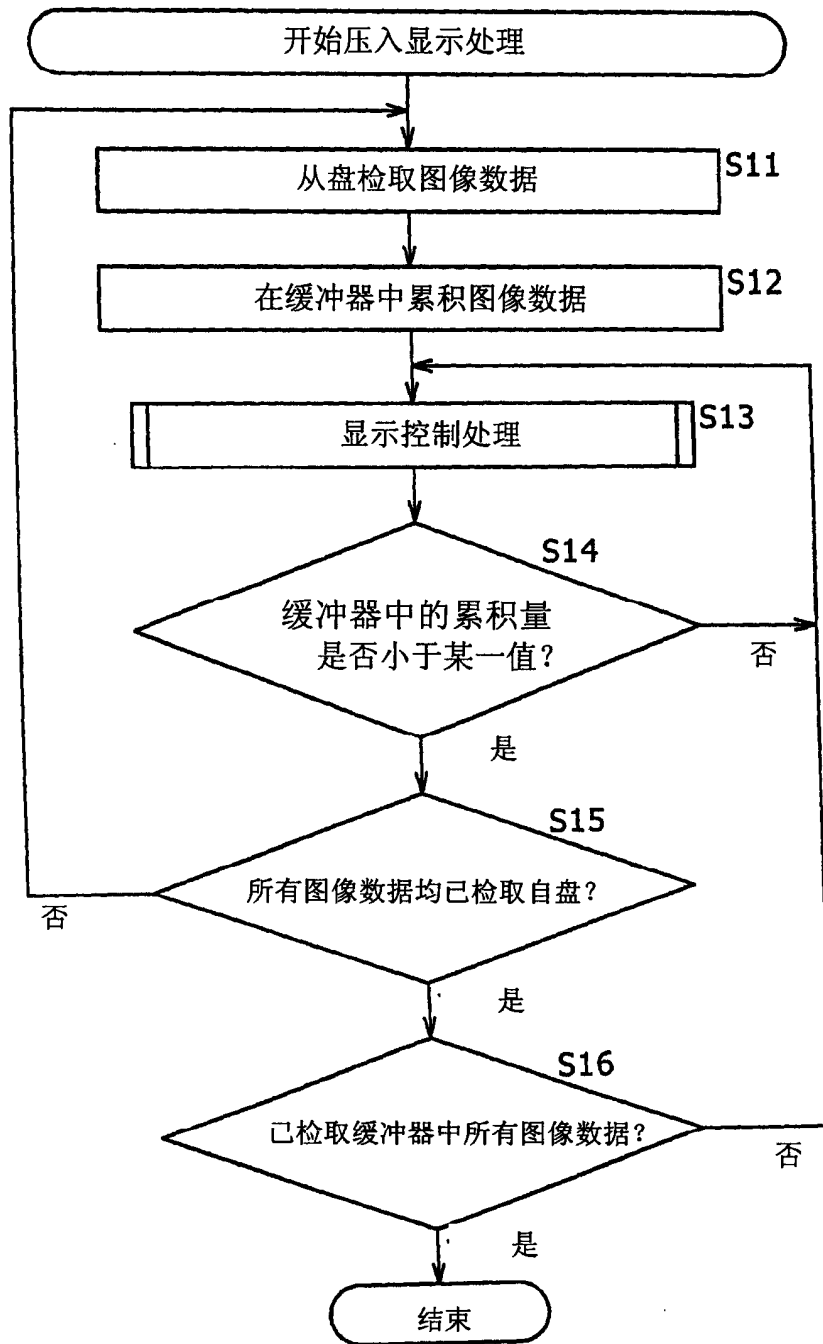 开始压入显示处理
从盘检取图像数据
S11
在缓冲器中累积图像数据
S12
显示控制处理
S13
S14
缓冲器中的累积量
是否小于某一值?
否
是
S15
所有图像数据均已检取自盘?
否
是
S16
已检取缓冲器中所有图像数据?
否
是
结束